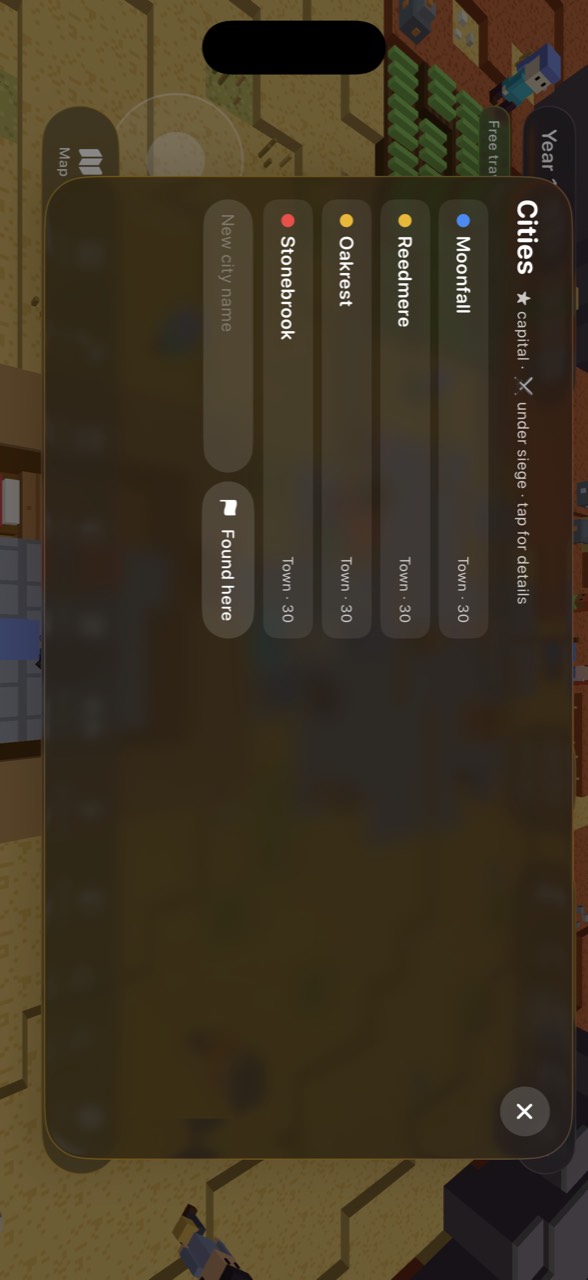 Year
Free tra
Cities
★ capital · ⚔ under siege · tap for details
Moonfall
Town · 30
Reedmere
Town · 30
Oakrest
Town · 30
Stonebrook
Town · 30
New city name
Found here
Map